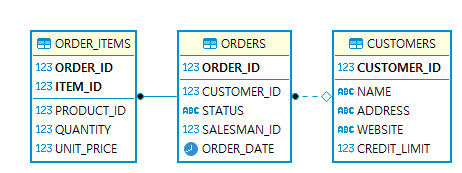 ORDER_ITEMS
123 ORDER_ID
123 ITEM_ID
123 PRODUCT_ID
123 QUANTITY
123 UNIT_PRICE
ORDERS
123 ORDER_ID
123 CUSTOMER_ID
ABC STATUS
123 SALESMAN_ID
ORDER_DATE
CUSTOMERS
123 CUSTOMER_ID
ABC NAME
ABC ADDRESS
ABC WEBSITE
123 CREDIT_LIMIT